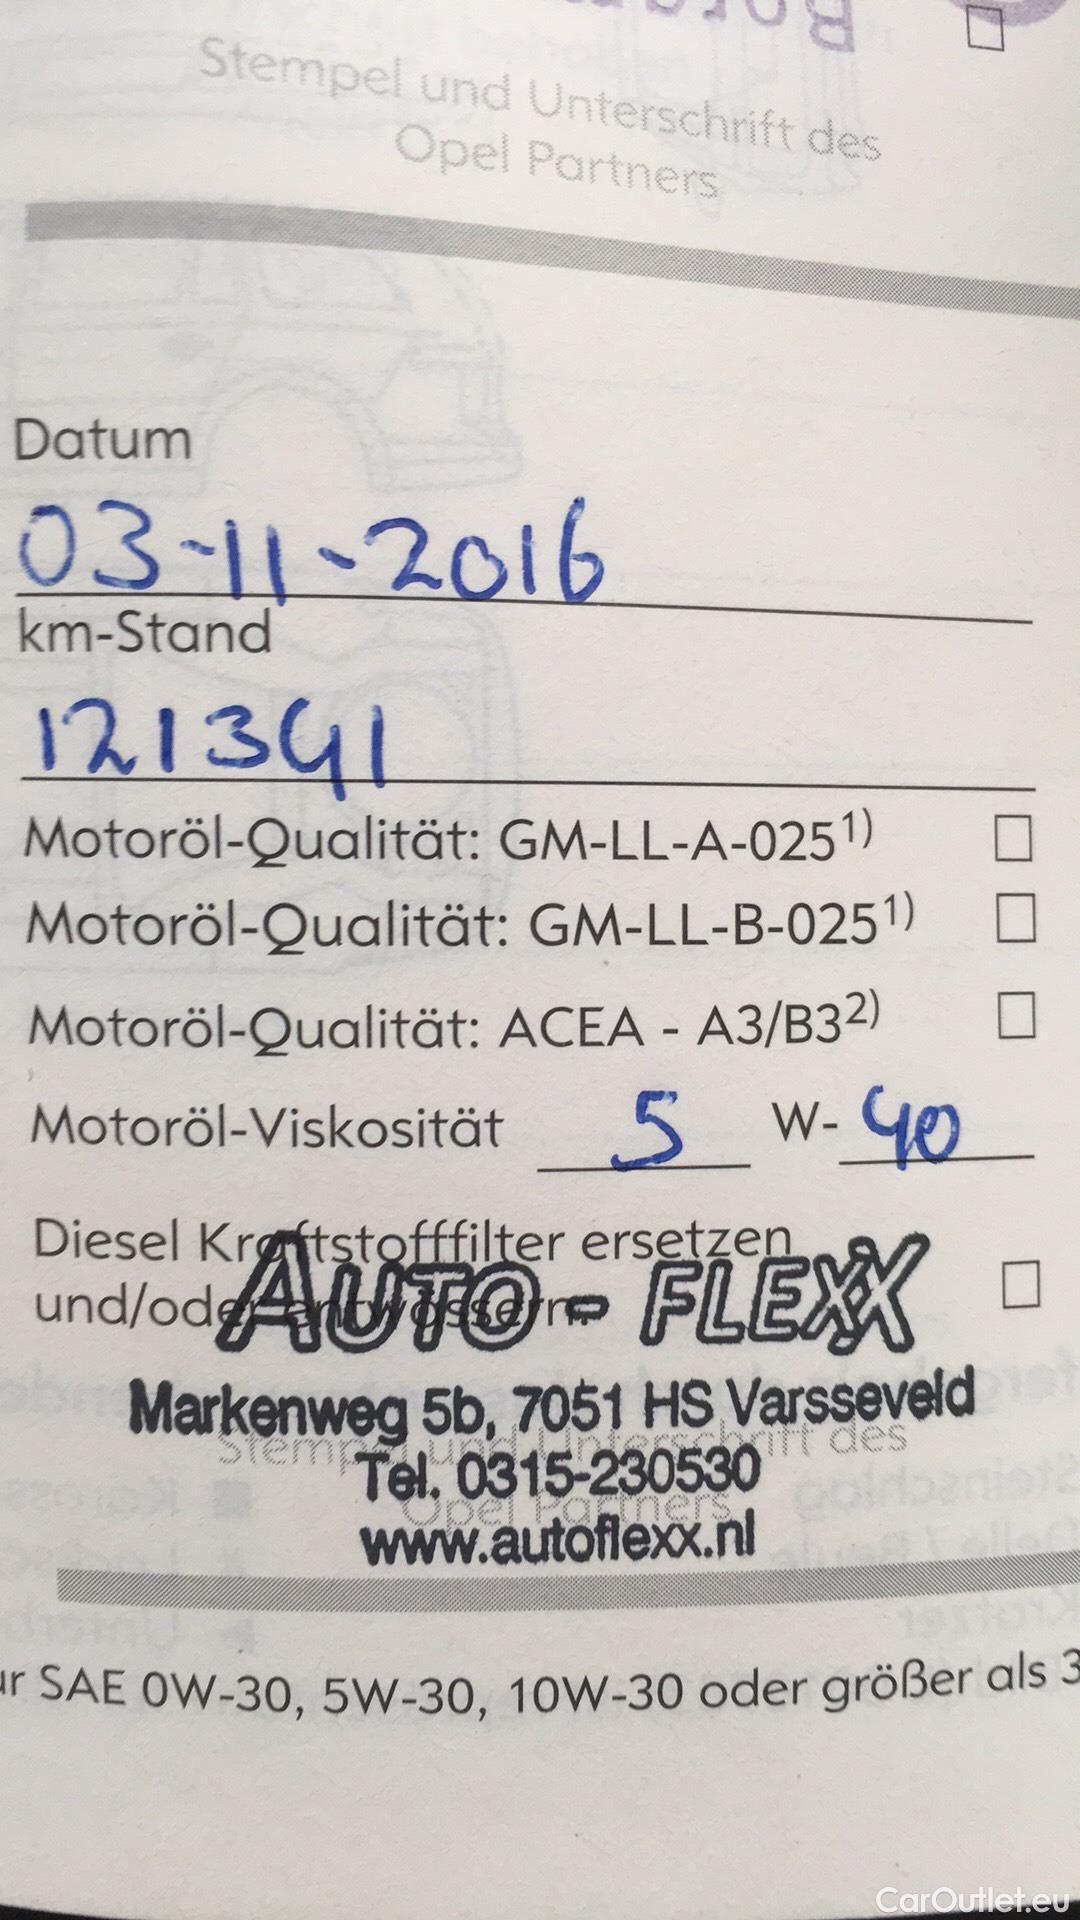 Stempel und Unterschrift des
Opel Partners
Datum
03-11-2016
km-Stand
121341
Motoröl-Qualität: GM-LL-A-025¹⁾ ☐
Motoröl-Qualität: GM-LL-B-025¹⁾ ☐
Motoröl-Qualität: ACEA - A3/B3²⁾ ☐
Motoröl-Viskosität 5 W- 40
Diesel Kraftstofffilter ersetzen
und/oder entwässern. ☐
AUTO - FLEXX
Markenweg 5b, 7051 HS Varsseveld
Stempel und Unterschrift des
Tel. 0315-230530
Opel Partners
www.autoflexx.nl
SAE 0W-30, 5W-30, 10W-30 oder größer als
CarOutlet.eu